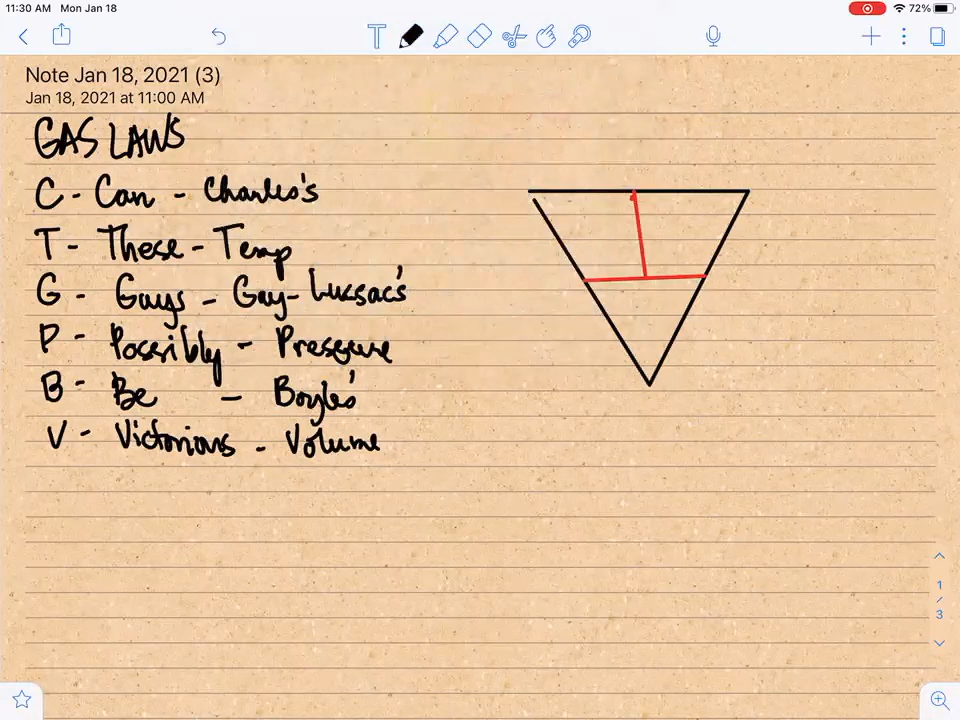 11:30 AM Mon Jan 18
72%
T
Note Jan 18, 2021 (3)
Jan 18, 2021 at 11:00 AM
GAS LAWS
C - Can - Charles's
T - These - Temp
G - Guys - Gay-Lussac's
P - Possibly - Pressure
B - Be - Boyles'
V - Victorious - Volume
1
/
3